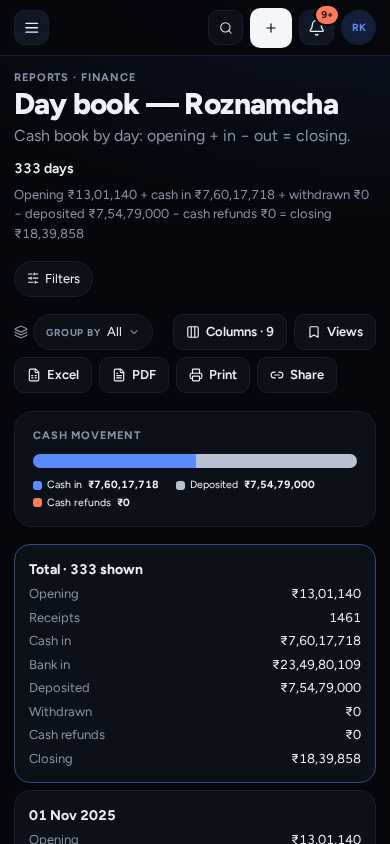 9+
RK
REPORTS · FINANCE
Day book — Roznamcha
Cash book by day: opening + in − out = closing.
333 days
Opening ₹13,01,140 + cash in ₹7,60,17,718 + withdrawn ₹0
− deposited ₹7,54,79,000 − cash refunds ₹0 = closing
₹18,39,858
Filters
GROUP BY All
Columns · 9
Views
Excel
PDF
Print
Share
CASH MOVEMENT
Cash in ₹7,60,17,718 Deposited ₹7,54,79,000
Cash refunds ₹0
Total · 333 shown
Opening ₹13,01,140
Receipts 1461
Cash in ₹7,60,17,718
Bank in ₹23,49,80,109
Deposited ₹7,54,79,000
Withdrawn ₹0
Cash refunds ₹0
Closing ₹18,39,858
01 Nov 2025
Opening ₹13,01,140